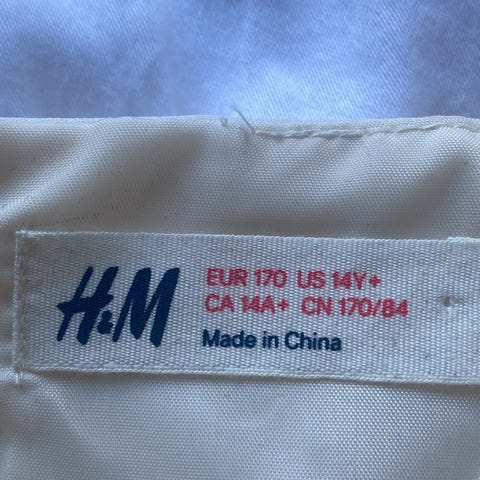 H&M
EUR 170 US 14Y+
CA 14A+ CN 170/84
Made in China